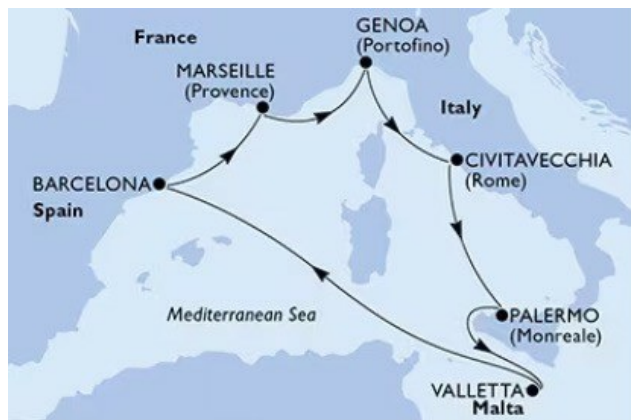 France
GENOA
(Portofino)
MARSEILLE
(Provence)
Italy
CIVITAVECCHIA
(Rome)
BARCELONA
Spain
Mediterranean Sea
PALERMO
(Monreale)
VALLETTA
Malta